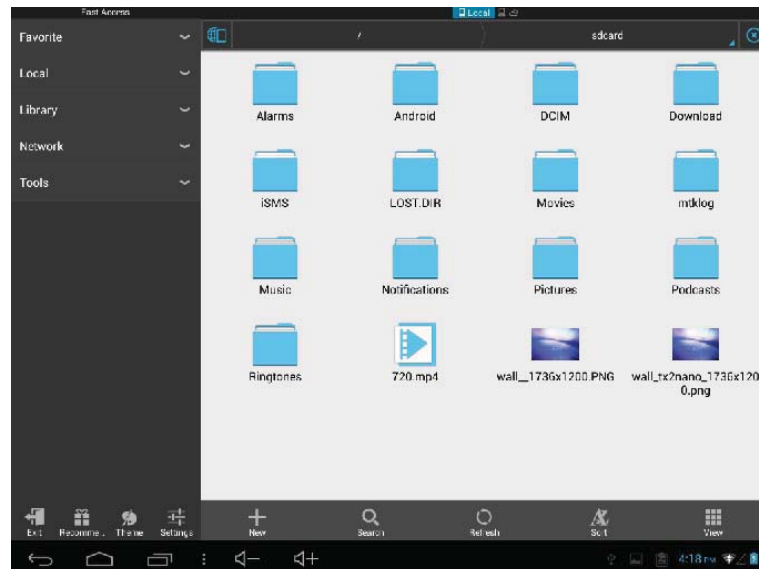 Fast Access
Local
Favorite
/
sdcard
Local
Library
Network
Tools
Alarms
Android
DCIM
Download
iSMS
LOST.DIR
Movies
mtklog
Music
Notifications
Pictures
Podcasts
Ringtones
720.mp4
wall__1736x1200.PNG
wall_tx2nano_1736x120
0.png
Exit
Recomme..
Theme
Settings
New
Search
Refresh
Sort
View
4:18 PM